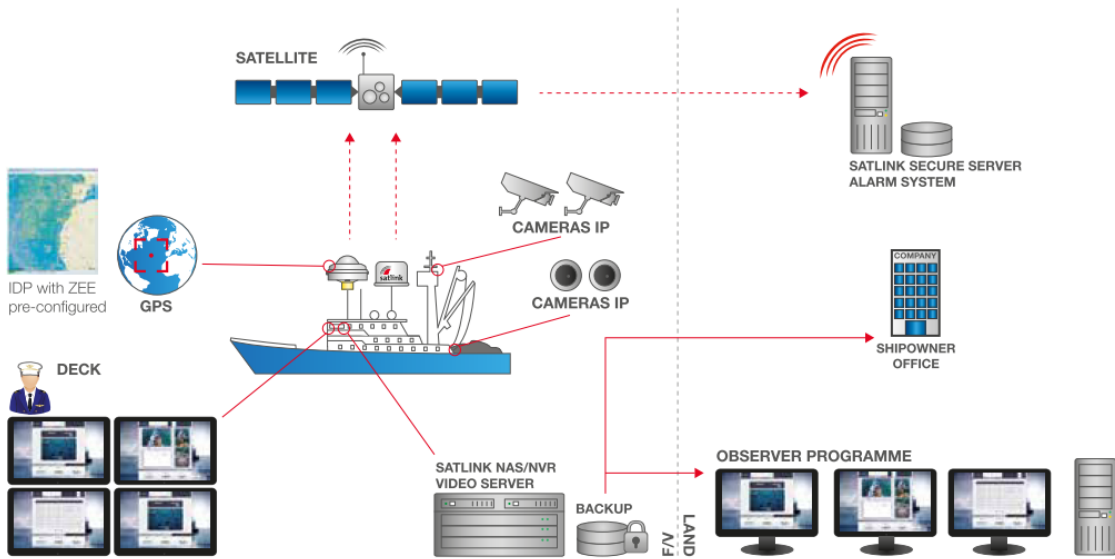 SATELLITE
SATLINK SECURE SERVER
ALARM SYSTEM
CAMERAS IP
CAMERAS IP
IDP with ZEE
pre-configured
GPS
satlink
COMPANY
SHIPOWNER
OFFICE
DECK
SATLINK NAS/NVR
VIDEO SERVER
BACKUP
F/V
LAND
OBSERVER PROGRAMME